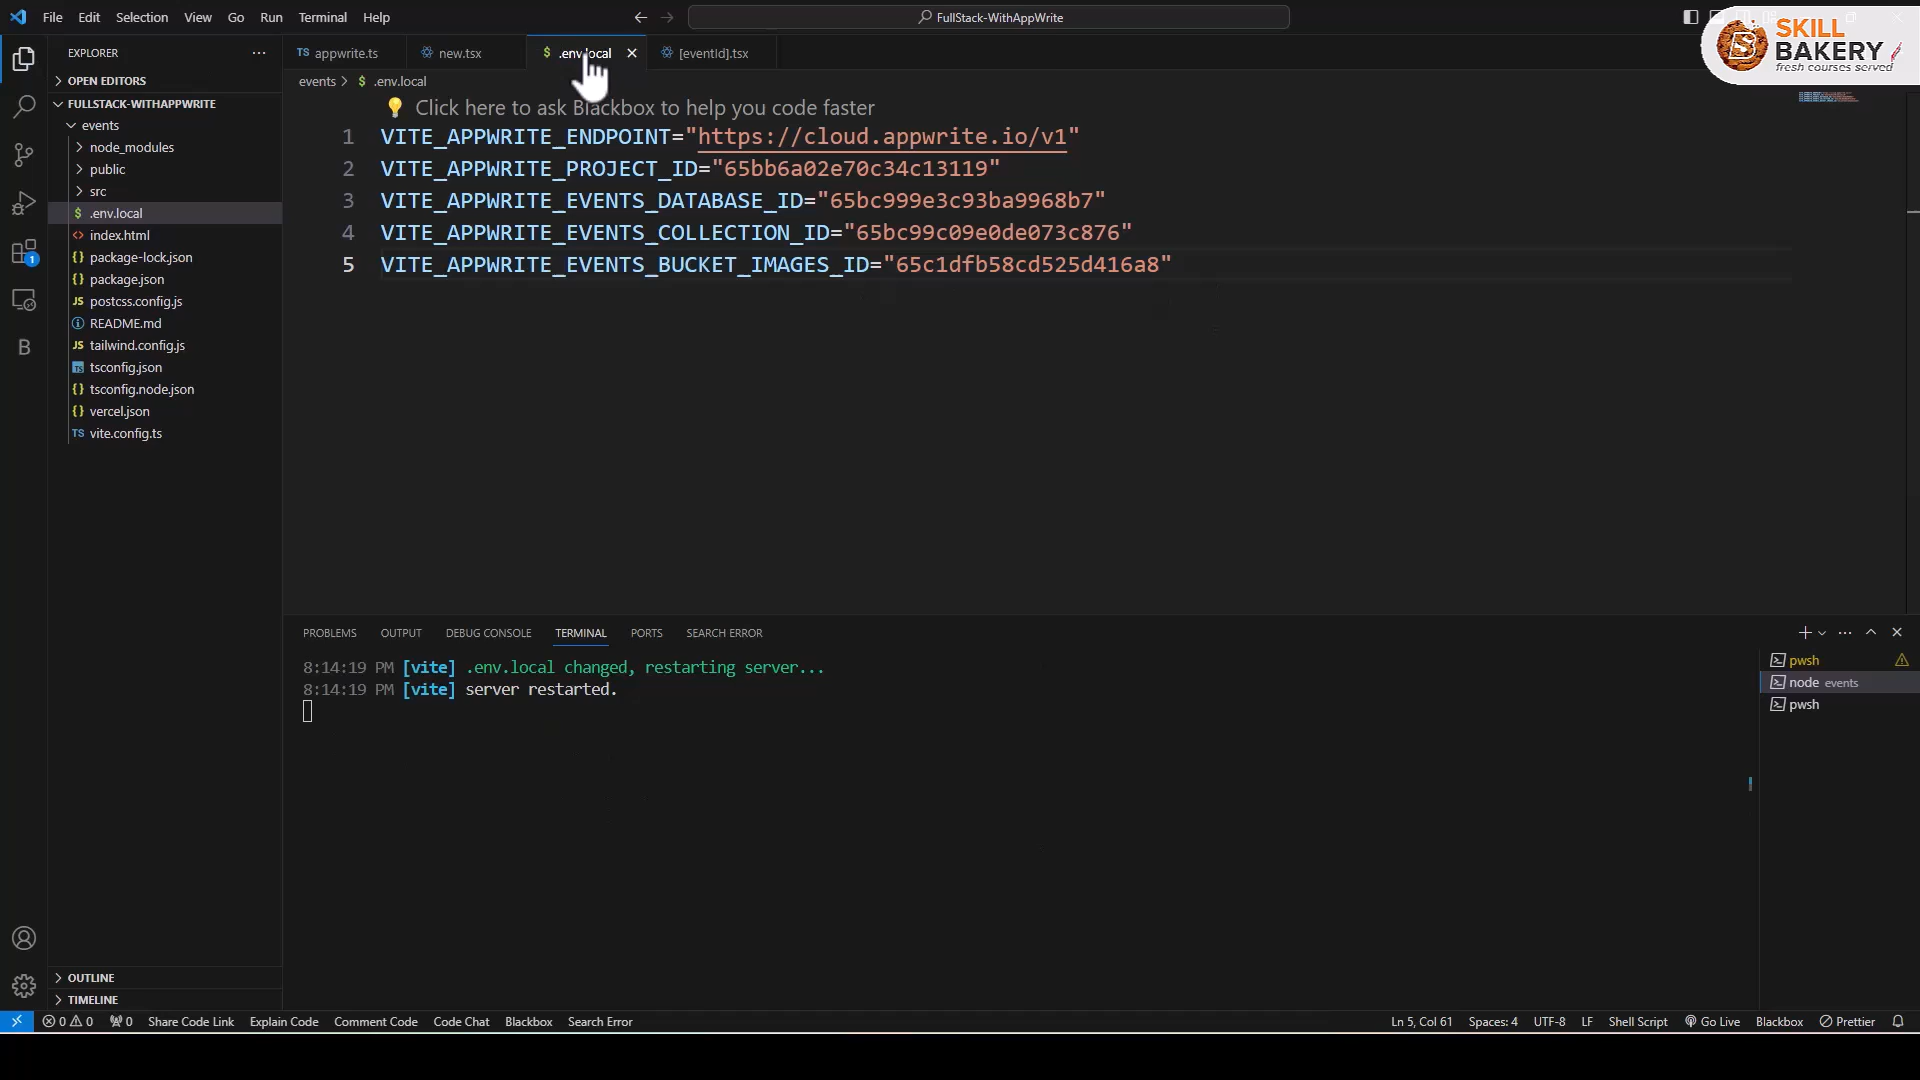 File Edit Selection View Go Run Terminal Help
FullStack-WithAppWrite
SKILL
BAKERY
fresh courses served
EXPLORER
OPEN EDITORS
FULLSTACK-WITHAPPWRITE
events
node_modules
public
src
$ .env.local
<> index.html
{} package-lock.json
{} package.json
JS postcss.config.js
README.md
JS tailwind.config.js
TS tsconfig.json
{} tsconfig.node.json
{} vercel.json
TS vite.config.ts
OUTLINE
TIMELINE
TS appwrite.ts
new.tsx
$ .env.local
[eventId].tsx
events > $ .env.local
Click here to ask Blackbox to help you code faster
1 VITE_APPWRITE_ENDPOINT="https://cloud.appwrite.io/v1"
2 VITE_APPWRITE_PROJECT_ID="65bb6a02e70c34c13119"
3 VITE_APPWRITE_EVENTS_DATABASE_ID="65bc999e3c93ba9968b7"
4 VITE_APPWRITE_EVENTS_COLLECTION_ID="65bc99c09e0de073c876"
5 VITE_APPWRITE_EVENTS_BUCKET_IMAGES_ID="65c1dfb58cd525d416a8"
PROBLEMS OUTPUT DEBUG CONSOLE TERMINAL PORTS SEARCH ERROR
8:14:19 PM [vite] .env.local changed, restarting server...
8:14:19 PM [vite] server restarted.
pwsh
node events
pwsh
0 0 0 Share Code Link Explain Code Comment Code Code Chat Blackbox Search Error
Ln 5, Col 61 Spaces: 4 UTF-8 LF Shell Script Go Live Blackbox Prettier